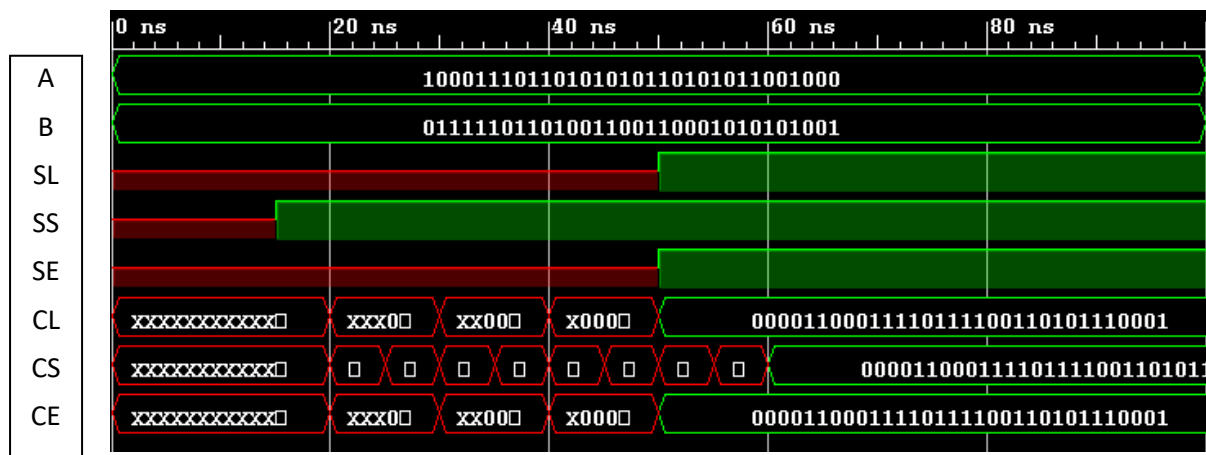 0 ns 20 ns 40 ns 60 ns 80 ns
A 10001110110101010110101011001000
B 01111101101001100110001010101001
SL
SS
SE
CL XXXXXXXXXXX□ XXX0□ XX00□ X000□ 00001100011110111100110101110001
CS XXXXXXXXXXX□ □ □ □ □ □ □ □ □ 000011000111101111001101011
CE XXXXXXXXXXX□ XXX0□ XX00□ X000□ 00001100011110111100110101110001